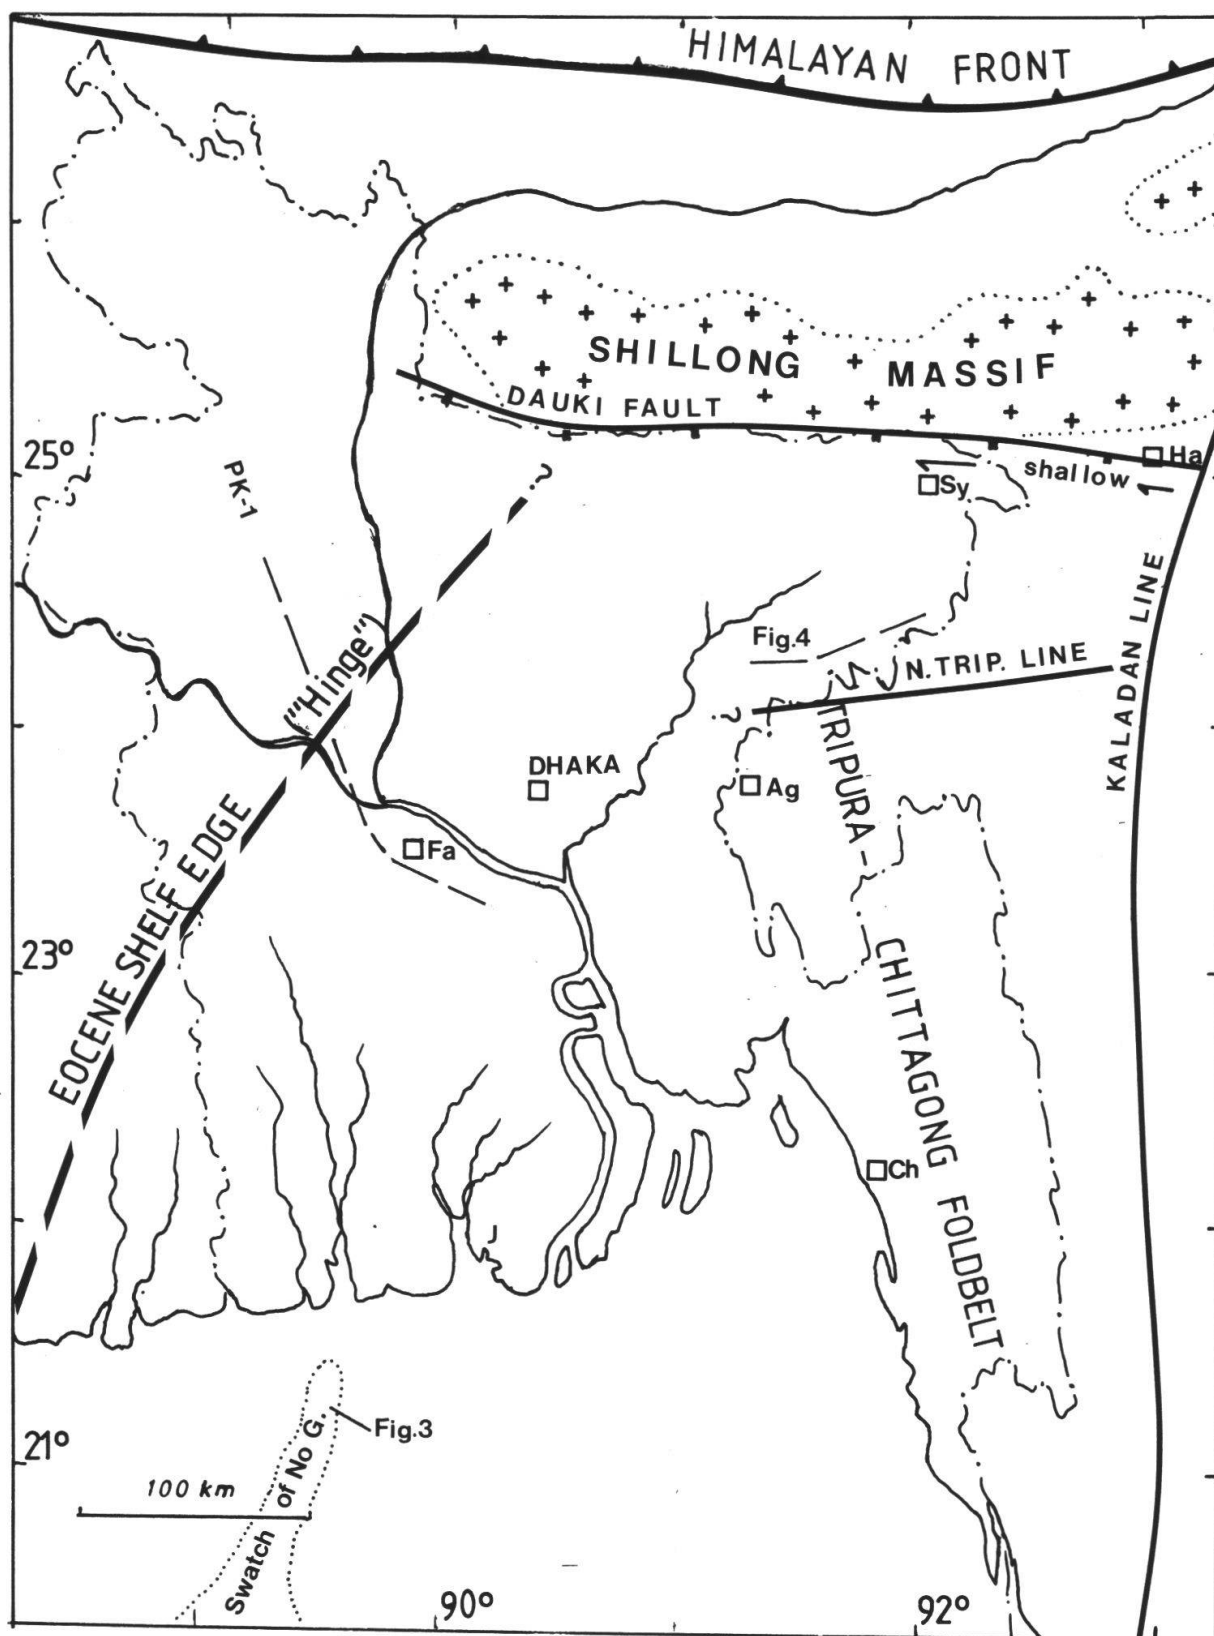 HIMALAYAN FRONT
SHILLONG MASSIF
DAUKI FAULT
25°
Ha
shallow
Sy
PK-1
KALADAN LINE
("Hinge")
Fig.4
N.TRIP. LINE
?
?
DHAKA
Ag
TRIPURA-
CHITTAGONG FOLDBELT
Fa
EOCENE SHELF EDGE
23°
Ch
Fig.3
21°
100 km
Swatch of No G.
90°
92°